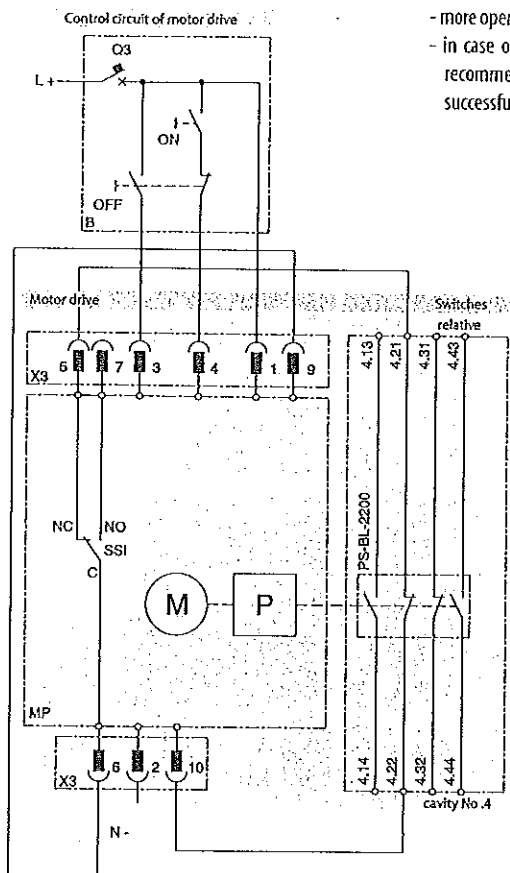 Control circuit of motor drive
- more oper
- in case o
recomme
successfu
Q3
L+
ON
OFF
B
Motor drive
Switches
relative
X3
5 7 3 4 1 9
4.13 4.21 4.31 4.43
NC NO
SSI
C
PS-BL-2200
M P
MP
X3
6 2 10
4.14 4.22 4.32 4.44
cavity No .4
N -